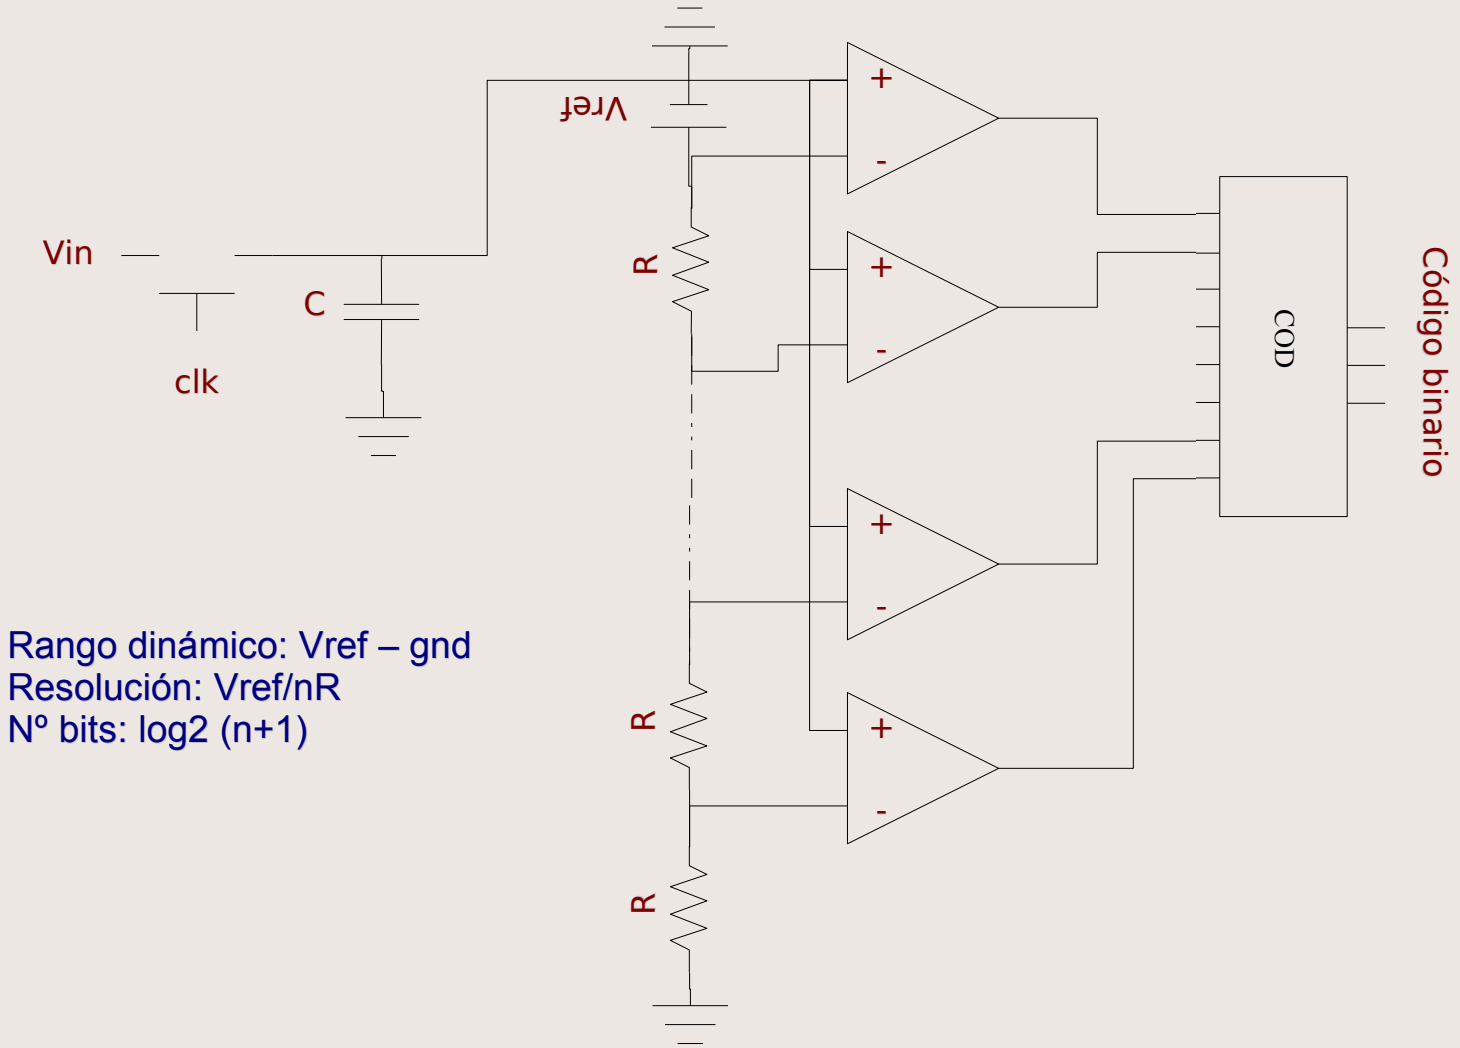 Vref
+
-
Vin
R
+
C
-
COD
Código binario
clk
+
-
Rango dinámico: Vref – gnd
Resolución: Vref/nR
Nº bits: log2 (n+1)
R
+
-
R